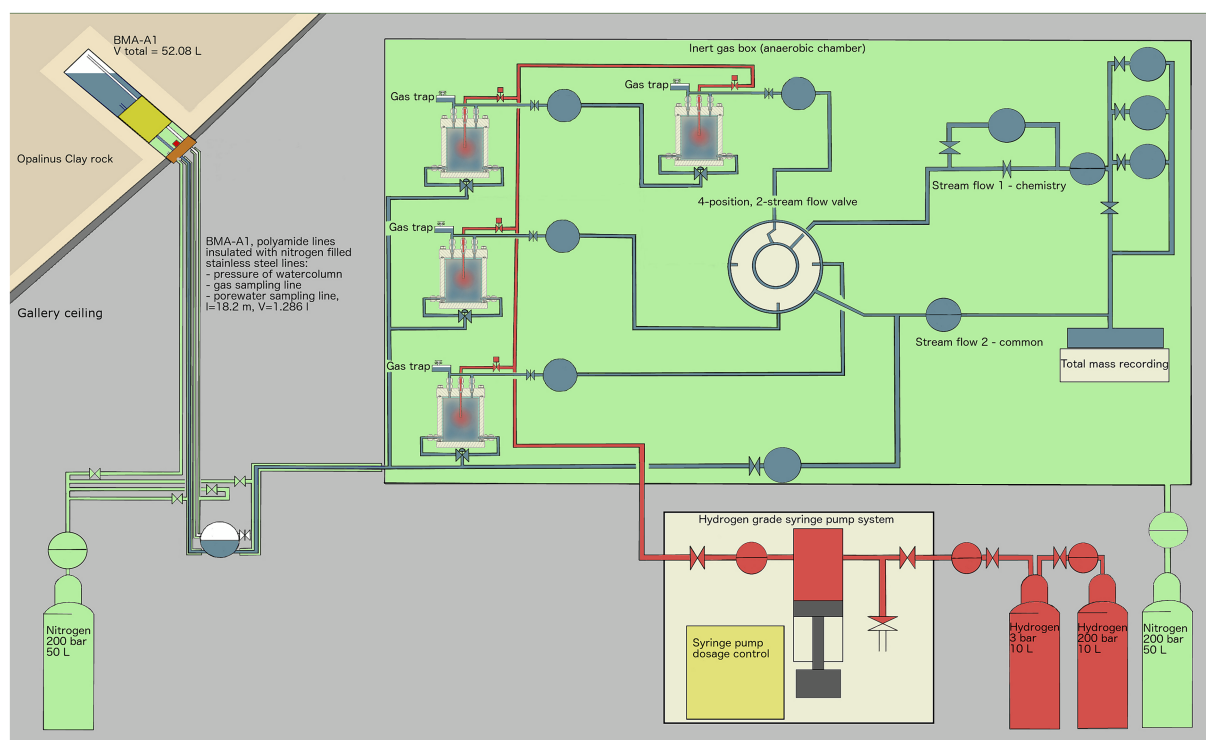 BMA-A1
V total = 52.08 L
Inert gas box (anaerobic chamber)
Gas trap
Gas trap
Opalinus Clay rock
Stream flow 1 - chemistry
4-position, 2-stream flow valve
Gas trap
BMA-A1, polyamide lines
insulated with nitrogen filled
stainless steel lines:
- pressure of watercolumn
- gas sampling line
- porewater sampling line,
l=18.2 m, V=1.286 l
Gallery ceiling
Stream flow 2 - common
Gas trap
Total mass recording
Hydrogen grade syringe pump system
Syringe pump
dosage control
Nitrogen
200 bar
50 L
Hydrogen
3 bar
10 L
Hydrogen
200 bar
10 L
Nitrogen
200 bar
50 L